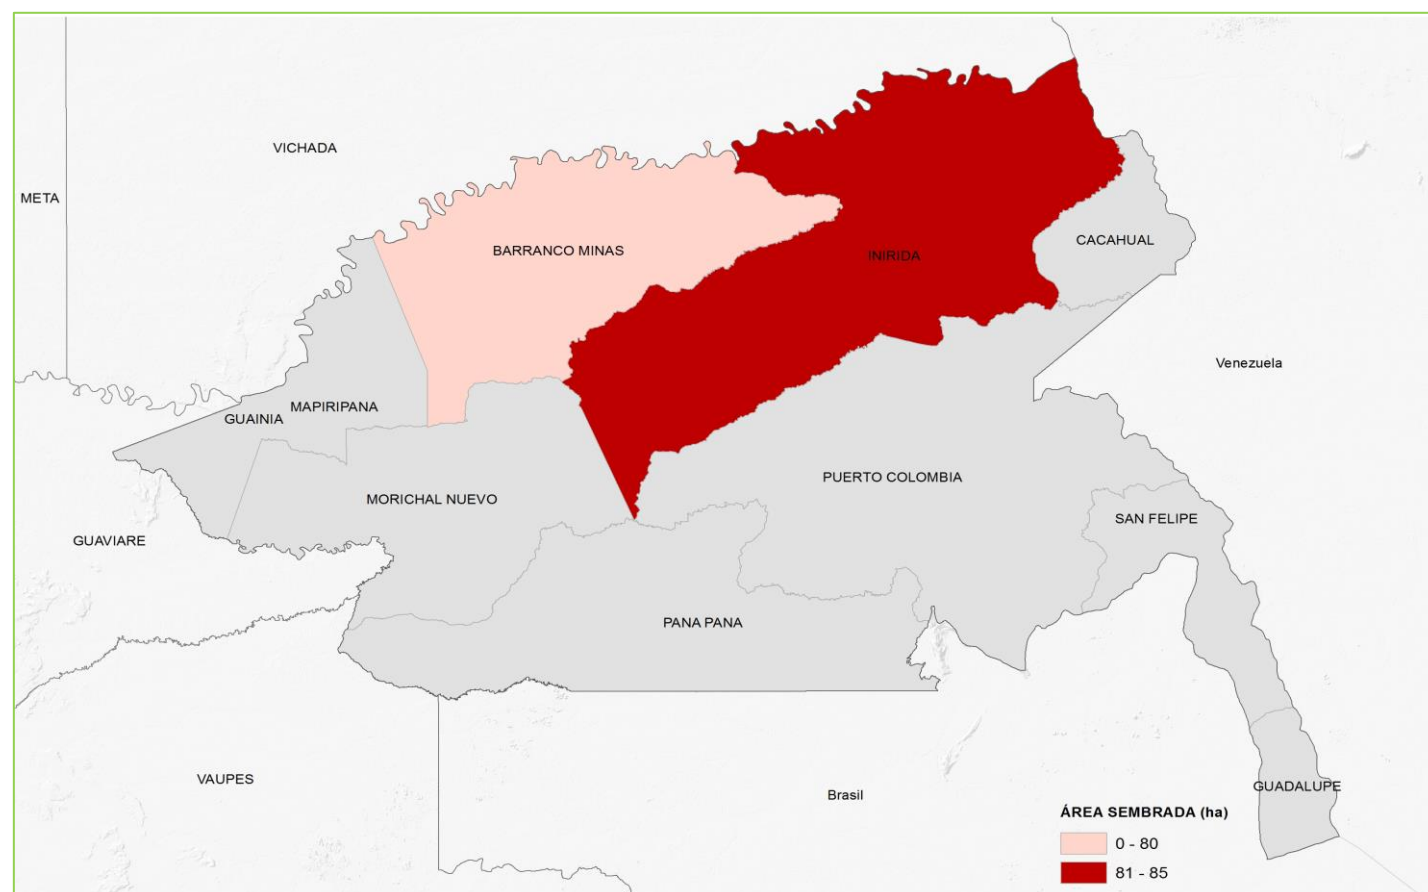 VICHADA
META
CACAHUAL
BARRANCO MINAS
INIRIDA
Venezuela
MAPIRIPANA
GUAINIA
PUERTO COLOMBIA
MORICHAL NUEVO
SAN FELIPE
GUAVIARE
PANA PANA
VAUPES
GUADALUPE
Brasil
ÁREA SEMBRADA (ha)
0 - 80
81 - 85